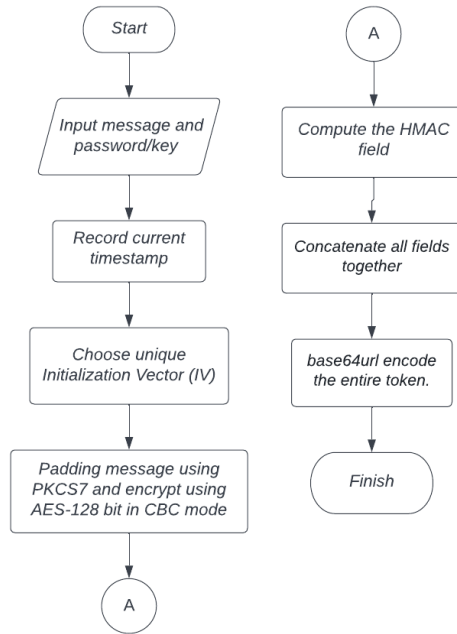 Start
Input message and
password/key
Record current
timestamp
Choose unique
Initialization Vector (IV)
Padding message using
PKCS7 and encrypt using
AES-128 bit in CBC mode
A
A
Compute the HMAC
field
Concatenate all fields
together
base64url encode
the entire token.
Finish